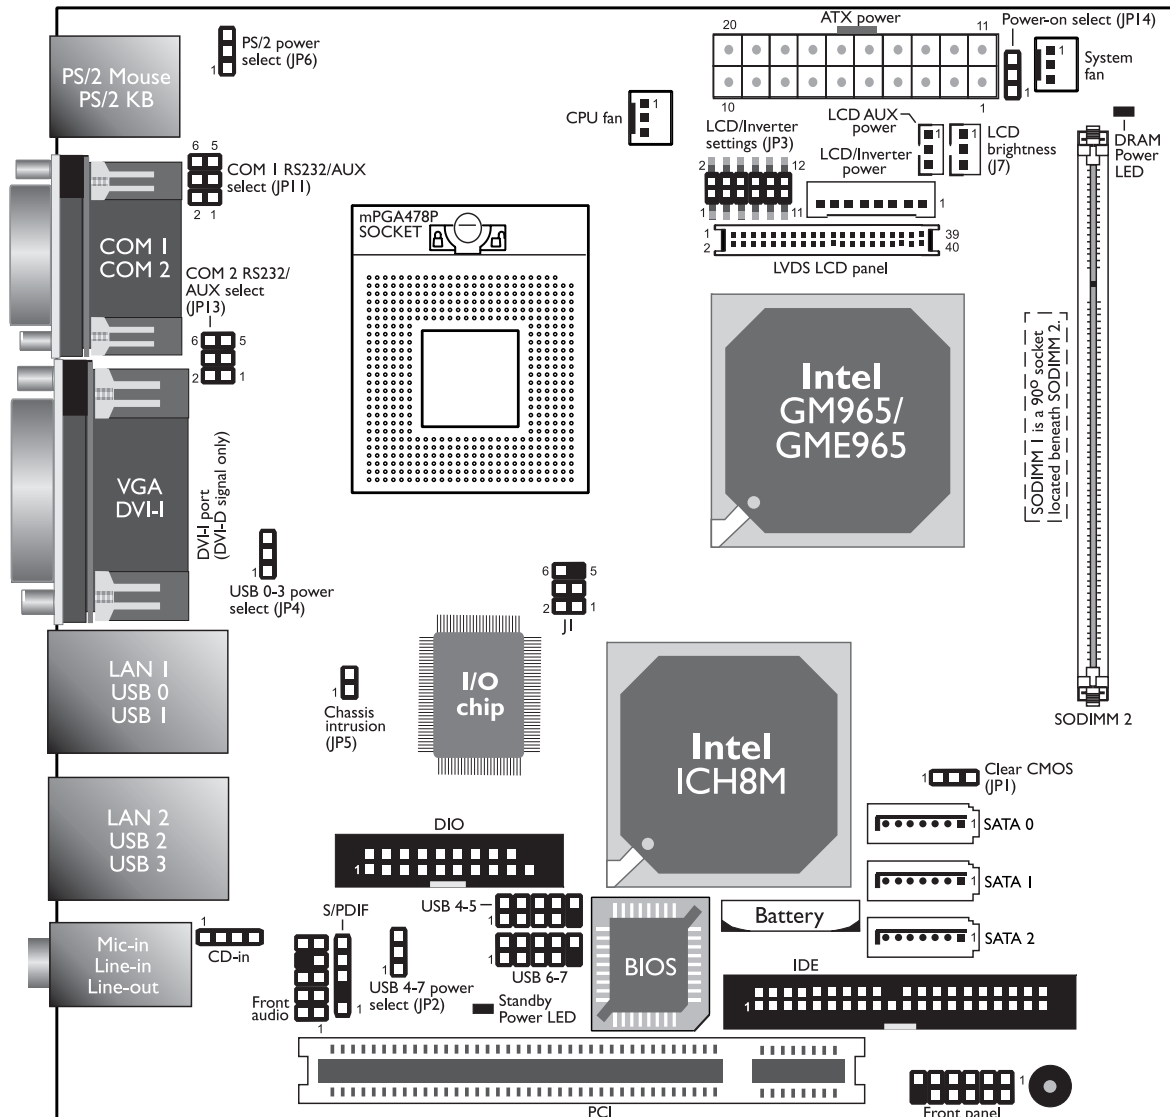 20
ATX power
11
10
1
Power-on select (JP14)
1
1
System
fan
PS/2 power
select (JP6)
1
PS/2 Mouse
PS/2 KB
CPU fan
1
LCD/Inverter
settings (JP3)
2
12
1
11
LCD AUX
power
1
LCD/Inverter
power
1
1
LCD
brightness
(J7)
DRAM
Power
LED
6 5
COM 1 RS232/AUX
select (JP11)
2 1
COM 1
COM 2
COM 2 RS232/
AUX select
(JP13)
6
5
2
1
mPGA478P
SOCKET
1
2
39
40
LVDS LCD panel
Intel
GM965/
GME965
SODIMM 1 is a 90º socket
located beneath SODIMM 2.
SODIMM 2
VGA
DVI-I
DVI-I port
(DVI-D signal only)
1
USB 0-3 power
select (JP4)
6
5
2
1
J1
LAN 1
USB 0
USB 1
1
Chassis
intrusion
(JP5)
I/O
chip
Intel
ICH8M
1
Clear CMOS
(JP1)
LAN 2
USB 2
USB 3
DIO
1
1
SATA 0
1
SATA 1
1
SATA 2
USB 4-5
1
1
USB 6-7
Battery
BIOS
S/PDIF
1
Mic-in
Line-in
Line-out
1
CD-in
Front
audio
1
1
USB 4-7 power
select (JP2)
Standby
Power LED
IDE
1
PCI
1
Front panel